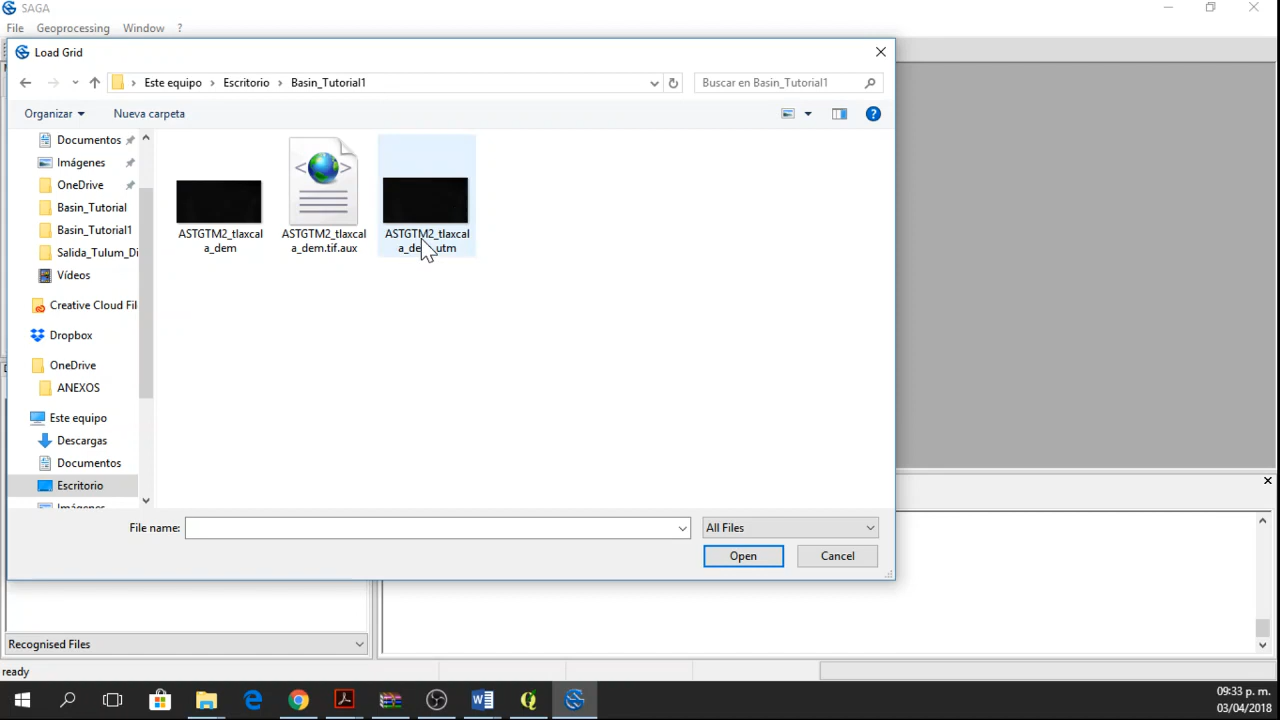 SAGA
File Geoprocessing Window ?
Load Grid
Este equipo Escritorio Basin_Tutorial1
Buscar en Basin_Tutorial1
Organizar Nueva carpeta
Documentos
Imágenes
OneDrive
Basin_Tutorial
Basin_Tutorial1
Salida_Tulum_Di
Vídeos
Creative Cloud Fil
Dropbox
OneDrive
ANEXOS
Este equipo
Descargas
Documentos
Escritorio
Imágenes
ASTGTM2_tlaxcal
a_dem
ASTGTM2_tlaxcal
a_dem.tif.aux
ASTGTM2_tlaxcal
File name:
All Files
Open Cancel
Recognised Files
ready
09:33 p. m.
03/04/2018